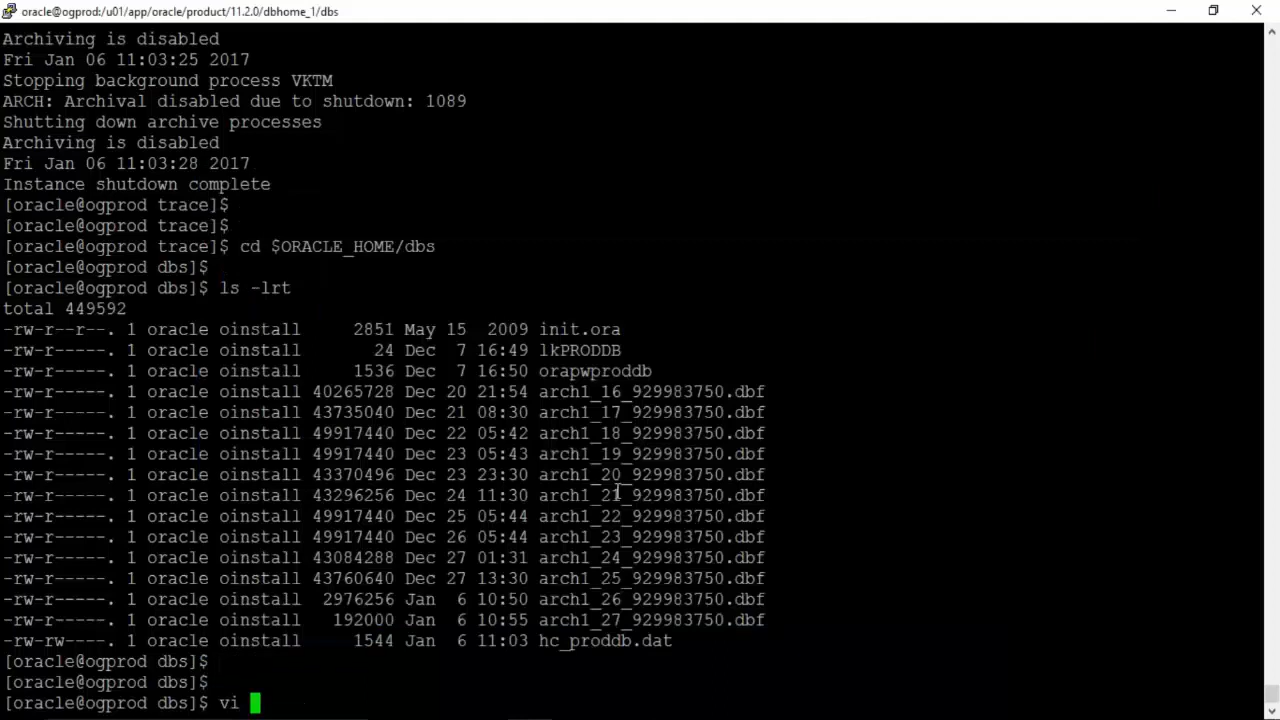 oracle@ogprod:/u01/app/oracle/product/11.2.0/dbhome_1/dbs
Archiving is disabled
Fri Jan 06 11:03:25 2017
Stopping background process VKTM
ARCH: Archival disabled due to shutdown: 1089
Shutting down archive processes
Archiving is disabled
Fri Jan 06 11:03:28 2017
Instance shutdown complete
[oracle@ogprod trace]$
[oracle@ogprod trace]$
[oracle@ogprod trace]$ cd $ORACLE_HOME/dbs
[oracle@ogprod dbs]$
[oracle@ogprod dbs]$ ls -lrt
total 449592
-rw-r--r--. 1 oracle oinstall     2851 May 15  2009 init.ora
-rw-r-----. 1 oracle oinstall       24 Dec  7 16:49 lkPRODDB
-rw-r-----. 1 oracle oinstall     1536 Dec  7 16:50 orapwproddb
-rw-r-----. 1 oracle oinstall 40265728 Dec 20 21:54 arch1_16_929983750.dbf
-rw-r-----. 1 oracle oinstall 43735040 Dec 21 08:30 arch1_17_929983750.dbf
-rw-r-----. 1 oracle oinstall 49917440 Dec 22 05:42 arch1_18_929983750.dbf
-rw-r-----. 1 oracle oinstall 49917440 Dec 23 05:43 arch1_19_929983750.dbf
-rw-r-----. 1 oracle oinstall 43370496 Dec 23 23:30 arch1_20_929983750.dbf
-rw-r-----. 1 oracle oinstall 43296256 Dec 24 11:30 arch1_21_929983750.dbf
-rw-r-----. 1 oracle oinstall 49917440 Dec 25 05:44 arch1_22_929983750.dbf
-rw-r-----. 1 oracle oinstall 49917440 Dec 26 05:44 arch1_23_929983750.dbf
-rw-r-----. 1 oracle oinstall 43084288 Dec 27 01:31 arch1_24_929983750.dbf
-rw-r-----. 1 oracle oinstall 43760640 Dec 27 13:30 arch1_25_929983750.dbf
-rw-r-----. 1 oracle oinstall  2976256 Jan  6 10:50 arch1_26_929983750.dbf
-rw-r-----. 1 oracle oinstall   192000 Jan  6 10:55 arch1_27_929983750.dbf
-rw-rw----. 1 oracle oinstall     1544 Jan  6 11:03 hc_proddb.dat
[oracle@ogprod dbs]$
[oracle@ogprod dbs]$
[oracle@ogprod dbs]$ vi